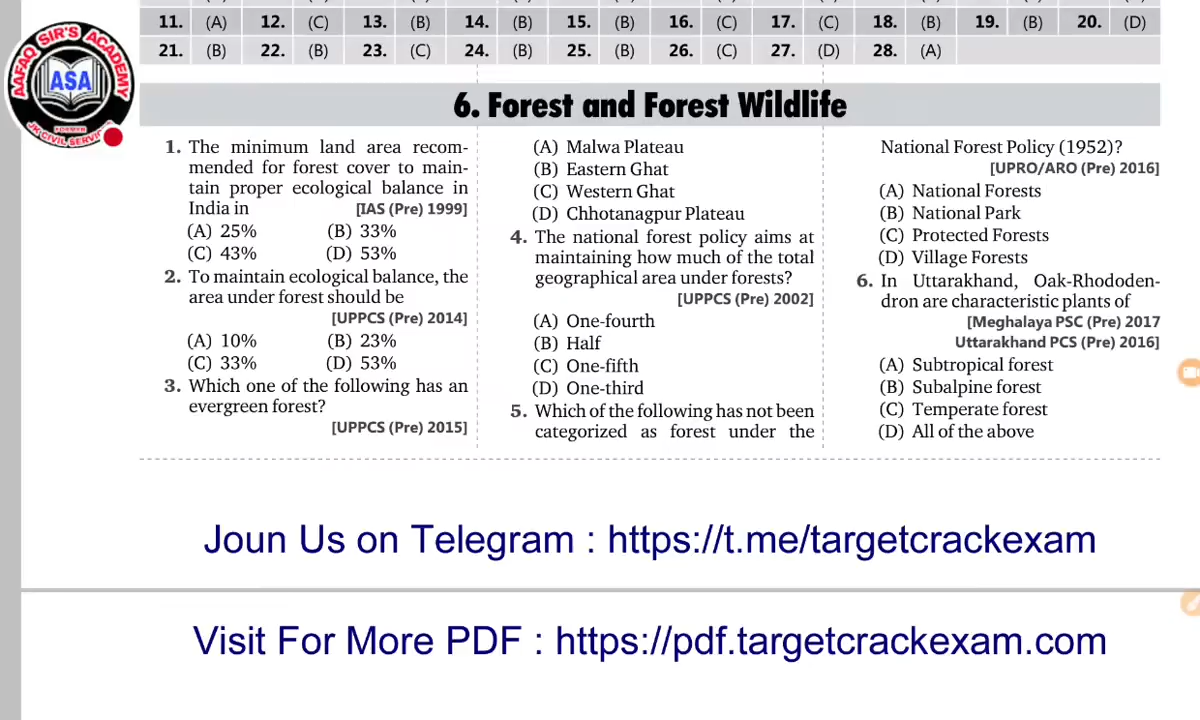 11. (A) 12. (C) 13. (B) 14. (B) 15. (B) 16. (C) 17. (C) 18. (B) 19. (B) 20. (D)
21. (B) 22. (B) 23. (C) 24. (B) 25. (B) 26. (C) 27. (D) 28. (A)
AAFAQ SIR'S ACADEMY
ASA
FORMER
JK CIVIL SERVIC
6. Forest and Forest Wildlife
1. The minimum land area recom-
mended for forest cover to main-
tain proper ecological balance in
India in [IAS (Pre) 1999]
(A) 25% (B) 33%
(C) 43% (D) 53%
2. To maintain ecological balance, the
area under forest should be
[UPPCS (Pre) 2014]
(A) 10% (B) 23%
(C) 33% (D) 53%
3. Which one of the following has an
evergreen forest?
[UPPCS (Pre) 2015]
(A) Malwa Plateau
(B) Eastern Ghat
(C) Western Ghat
(D) Chhotanagpur Plateau
4. The national forest policy aims at
maintaining how much of the total
geographical area under forests?
[UPPCS (Pre) 2002]
(A) One-fourth
(B) Half
(C) One-fifth
(D) One-third
5. Which of the following has not been
categorized as forest under the
National Forest Policy (1952)?
[UPRO/ARO (Pre) 2016]
(A) National Forests
(B) National Park
(C) Protected Forests
(D) Village Forests
6. In Uttarakhand, Oak-Rhododen-
dron are characteristic plants of
[Meghalaya PSC (Pre) 2017
Uttarakhand PCS (Pre) 2016]
(A) Subtropical forest
(B) Subalpine forest
(C) Temperate forest
(D) All of the above
Joun Us on Telegram : https://t.me/targetcrackexam
Visit For More PDF : https://pdf.targetcrackexam.com